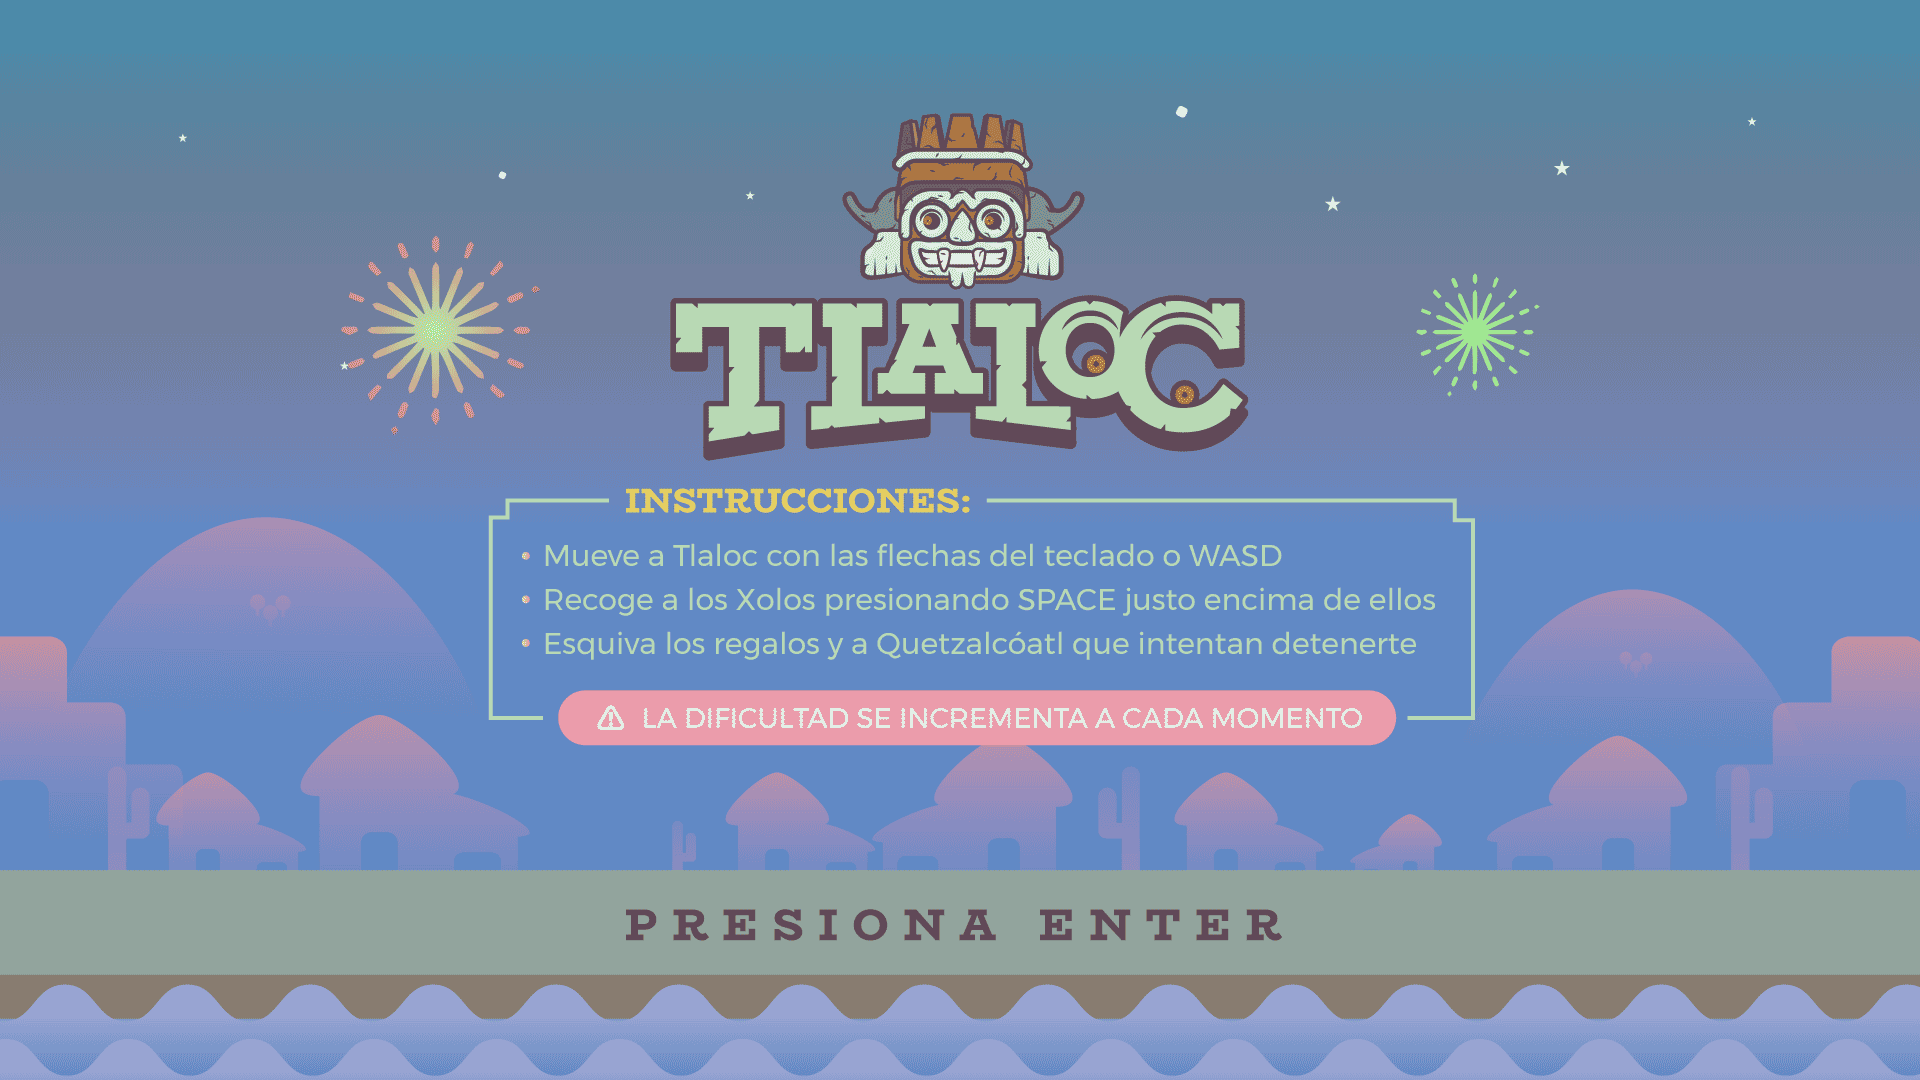 TLALOC
INSTRUCCIONES:
• Mueve a Tlaloc con las flechas del teclado o WASD
• Recoge a los Xolos presionando SPACE justo encima de ellos
• Esquiva los regalos y a Quetzalcóatl que intentan detenerte
LA DIFICULTAD SE INCREMENTA A CADA MOMENTO
PRESIONA ENTER